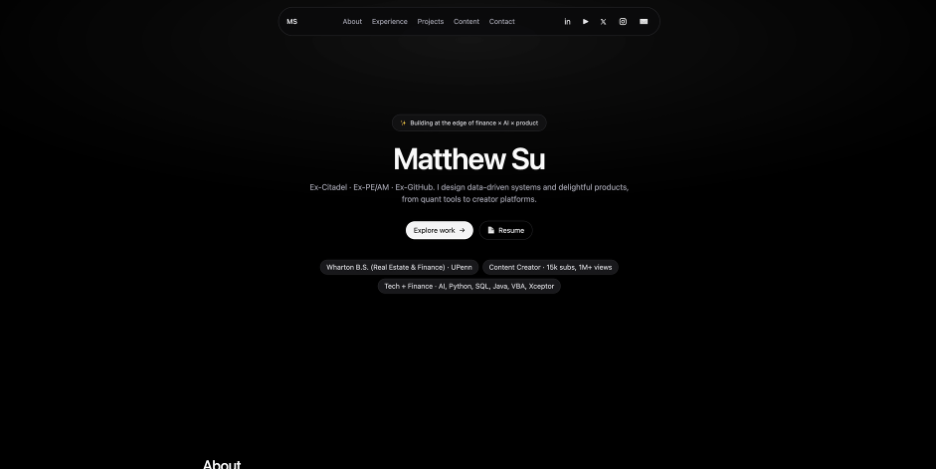 MS About Experience Projects Content Contact in
✨ Building at the edge of finance × AI × product
Matthew Su
Ex-Citadel · Ex-PE/AM · Ex-GitHub. I design data-driven systems and delightful products,
from quant tools to creator platforms.
Explore work → Resume
Wharton B.S. (Real Estate & Finance) · UPenn Content Creator · 15k subs, 1M+ views
Tech + Finance · AI, Python, SQL, Java, VBA, Xceptor
About